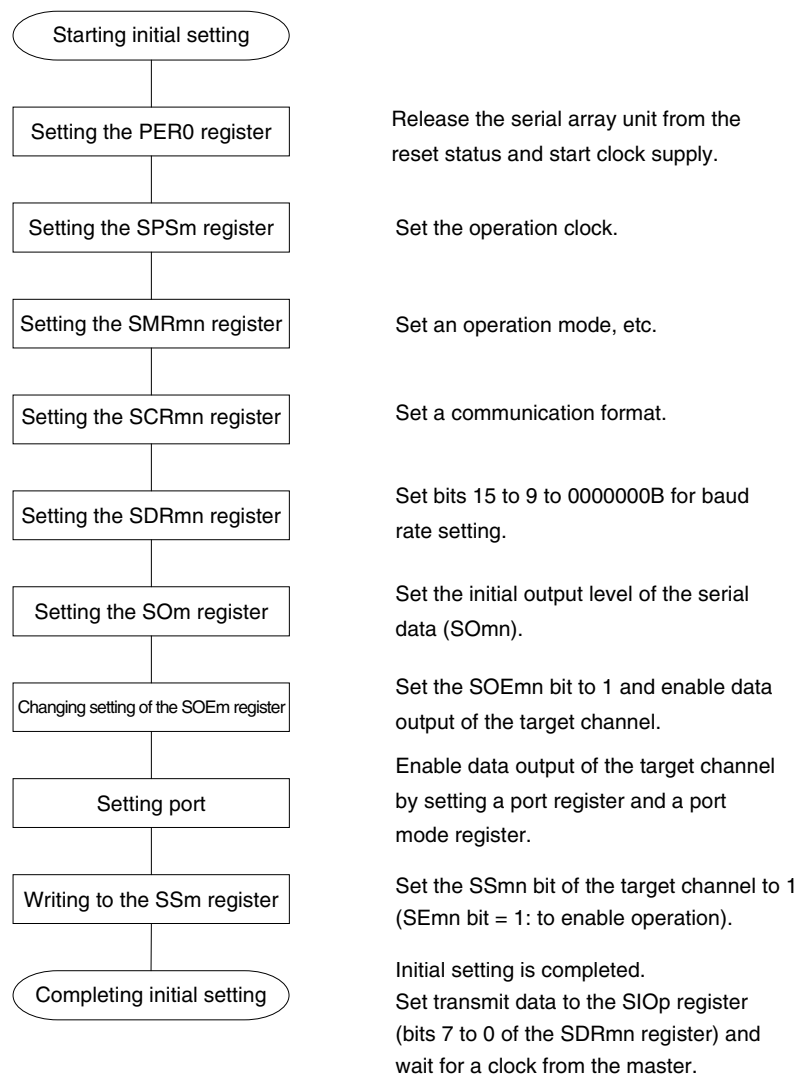 Starting initial setting
Setting the PER0 register
Release the serial array unit from the
reset status and start clock supply.
Setting the SPSm register
Set the operation clock.
Setting the SMRmn register
Set an operation mode, etc.
Setting the SCRmn register
Set a communication format.
Setting the SDRmn register
Set bits 15 to 9 to 0000000B for baud
rate setting.
Setting the SOm register
Set the initial output level of the serial
data (SOmn).
Changing setting of the SOEm register
Set the SOEmn bit to 1 and enable data
output of the target channel.
Setting port
Enable data output of the target channel
by setting a port register and a port
mode register.
Writing to the SSm register
Set the SSmn bit of the target channel to 1
(SEmn bit = 1: to enable operation).
Completing initial setting
Initial setting is completed.
Set transmit data to the SIOp register
(bits 7 to 0 of the SDRmn register) and
wait for a clock from the master.